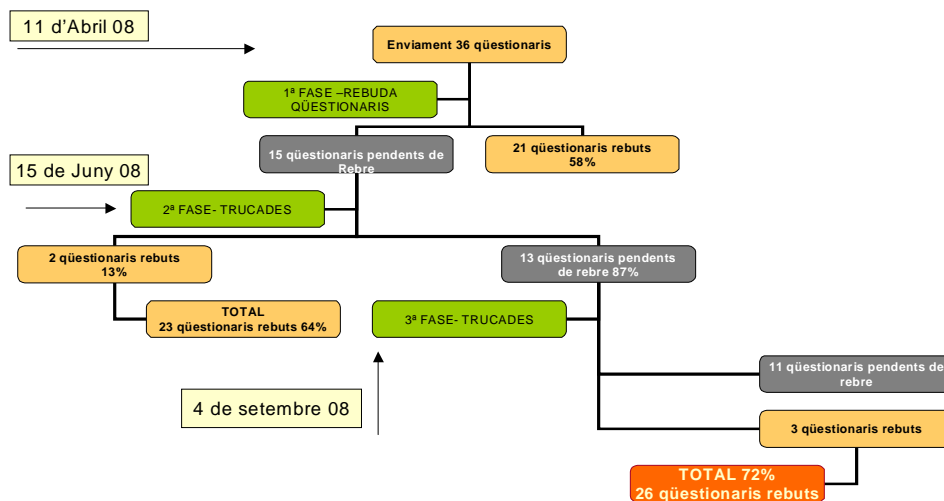 11 d'Abril 08
Enviament 36 qüestionaris
1ª FASE –REBUDA
QÜESTIONARIS
15 qüestionaris pendents de
Rebre
21 qüestionaris rebuts
58%
15 de Juny 08
2ª FASE- TRUCADES
2 qüestionaris rebuts
13%
13 qüestionaris pendents
de rebre 87%
TOTAL
23 qüestionaris rebuts 64%
3ª FASE- TRUCADES
11 qüestionaris pendents de
rebre
4 de setembre 08
3 qüestionaris rebuts
TOTAL 72%
26 qüestionaris rebuts